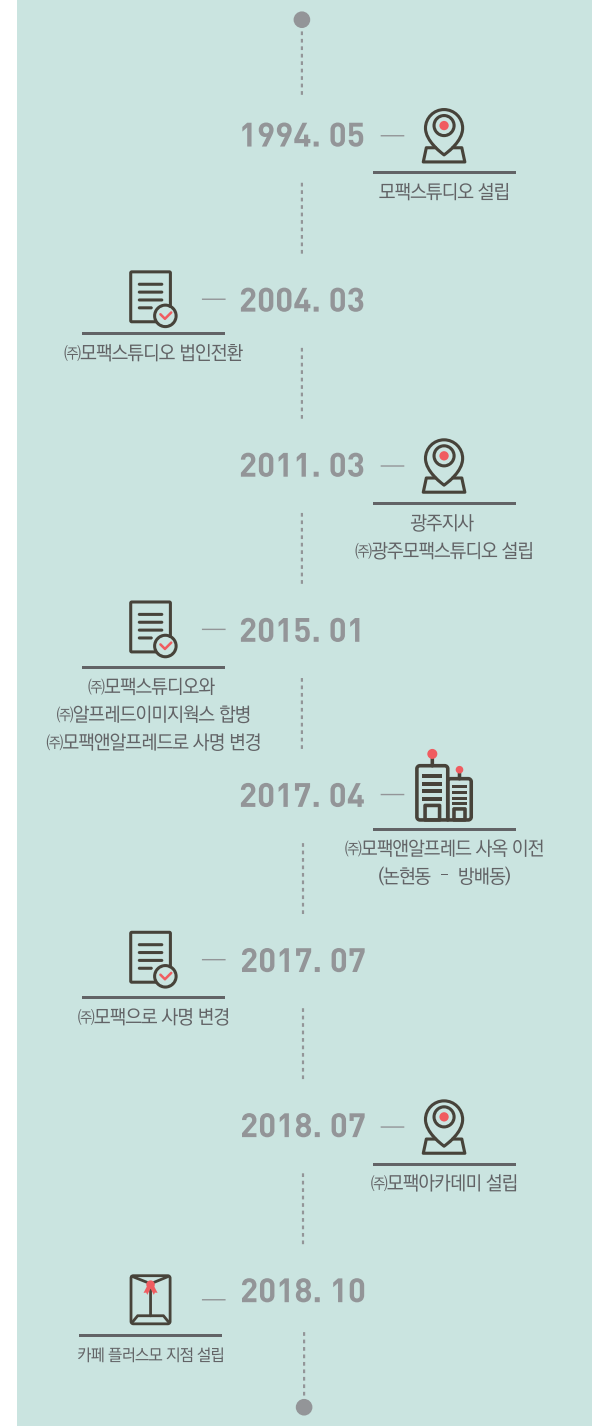 1994. 05
모팩스튜디오 설립
2004. 03
㈜모팩스튜디오 법인전환
2011. 03
광주지사
㈜광주모팩스튜디오 설립
2015. 01
㈜모팩스튜디오와
㈜알프레드이미지웍스 합병
㈜모팩앤알프레드로 사명 변경
2017. 04
㈜모팩앤알프레드 사옥 이전
(논현동 - 방배동)
2017. 07
㈜모팩으로 사명 변경
2018. 07
㈜모팩아카데미 설립
2018. 10
카페 플러스모 지점 설립